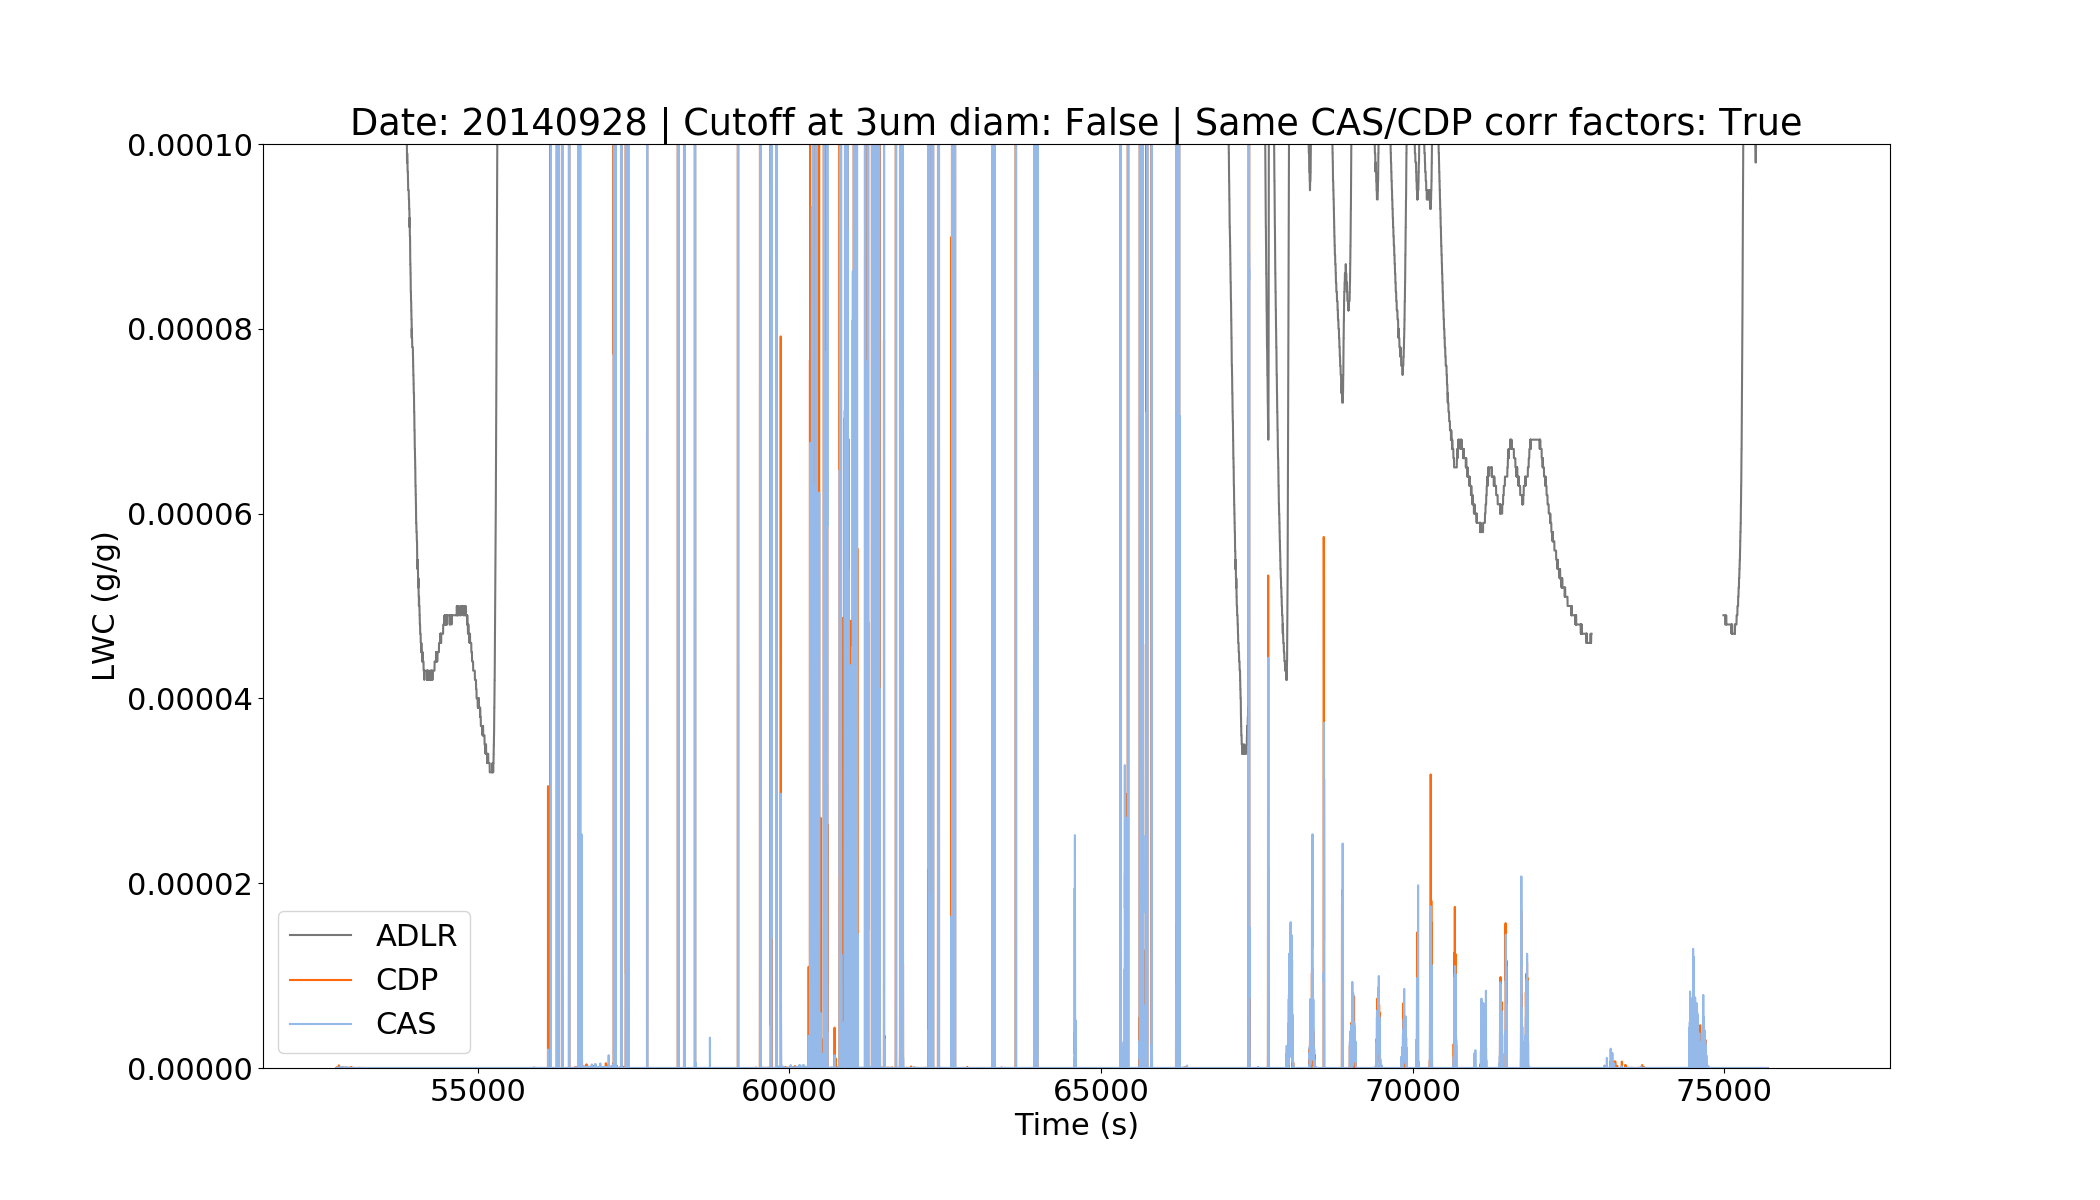 Date: 20140928 | Cutoff at 3um diam: False | Same CAS/CDP corr factors: True
0.00010
0.00008
0.00006
0.00004
0.00002
0.00000
LWC (g/g)
ADLR
CDP
CAS
55000 60000 65000 70000 75000
Time (s)